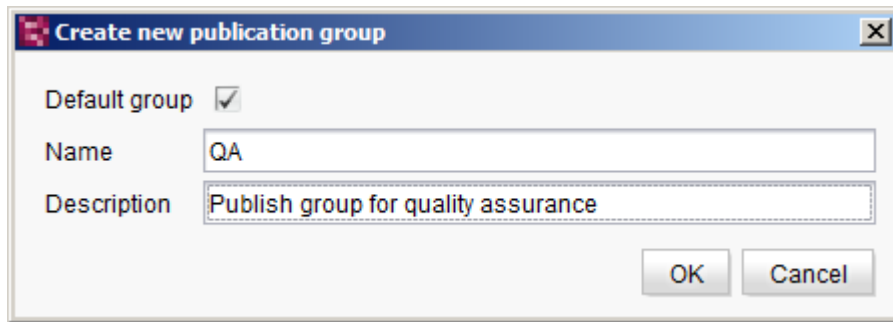 Create new publication group
Default group
Name QA
Description Publish group for quality assurance
OK Cancel